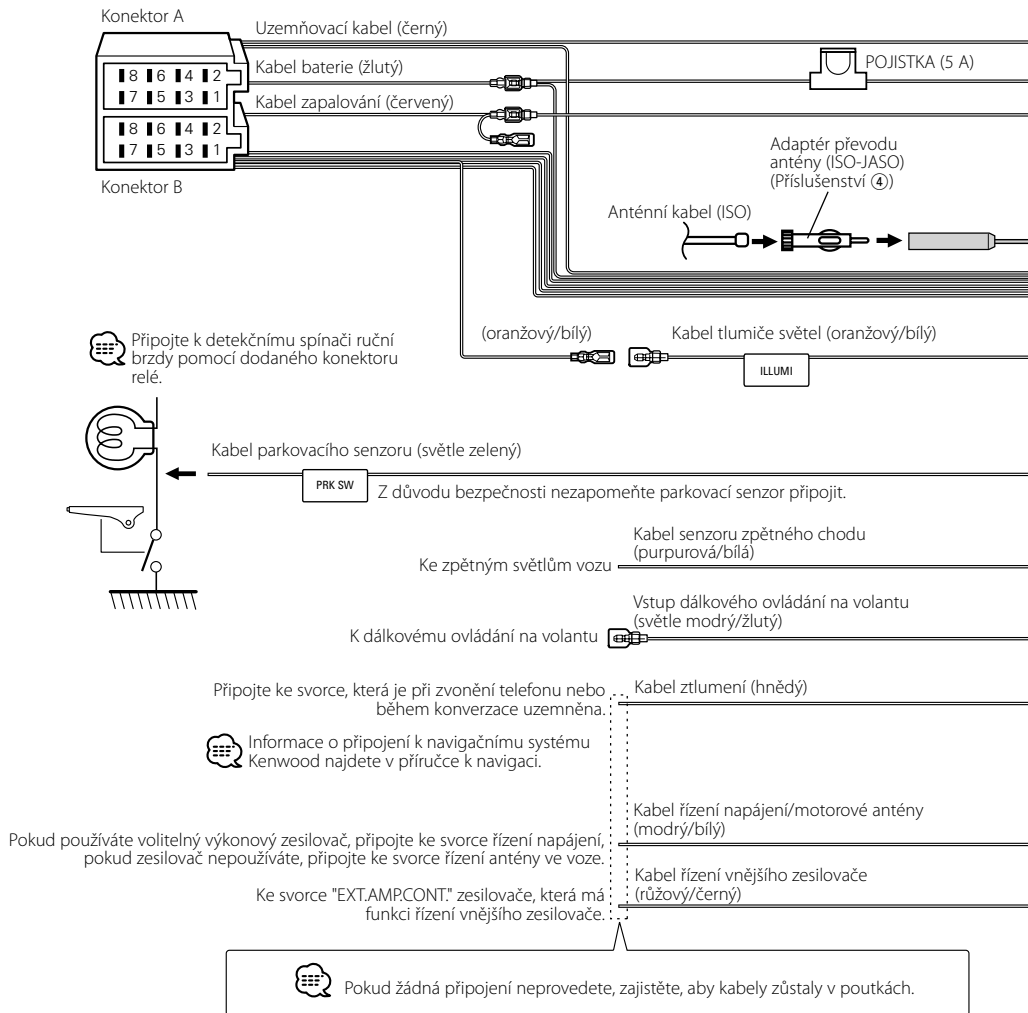 Konektor A
Uzemňovací kabel (černý)
Kabel baterie (žlutý)
POJISTKA (5 A)
Kabel zapalování (červený)
8 6 4 2
7 5 3 1
8 6 4 2
7 5 3 1
Konektor B
Adaptér převodu
antény (ISO-JASO)
(Příslušenství ④)
Anténní kabel (ISO)
Připojte k detekčnímu spínači ruční
brzdy pomocí dodaného konektoru
relé.
(oranžový/bílý)
Kabel tlumiče světel (oranžový/bílý)
ILLUMI
Kabel parkovacího senzoru (světle zelený)
PRK SW
Z důvodu bezpečnosti nezapomeňte parkovací senzor připojit.
Ke zpětným světlům vozu
Kabel senzoru zpětného chodu
(purpurová/bílá)
K dálkovému ovládání na volantu
Vstup dálkového ovládání na volantu
(světle modrý/žlutý)
Připojte ke svorce, která je při zvonění telefonu nebo
během konverzace uzemněna.
Kabel ztlumení (hnědý)
Informace o připojení k navigačnímu systému
Kenwood najdete v příručce k navigaci.
Pokud používáte volitelný výkonový zesilovač, připojte ke svorce řízení napájení,
pokud zesilovač nepoužíváte, připojte ke svorce řízení antény ve voze.
Kabel řízení napájení/motorové antény
(modrý/bílý)
Ke svorce "EXT.AMP.CONT." zesilovače, která má
funkci řízení vnějšího zesilovače.
Kabel řízení vnějšího zesilovače
(růžový/černý)
Pokud žádná připojení neprovedete, zajistěte, aby kabely zůstaly v poutkách.